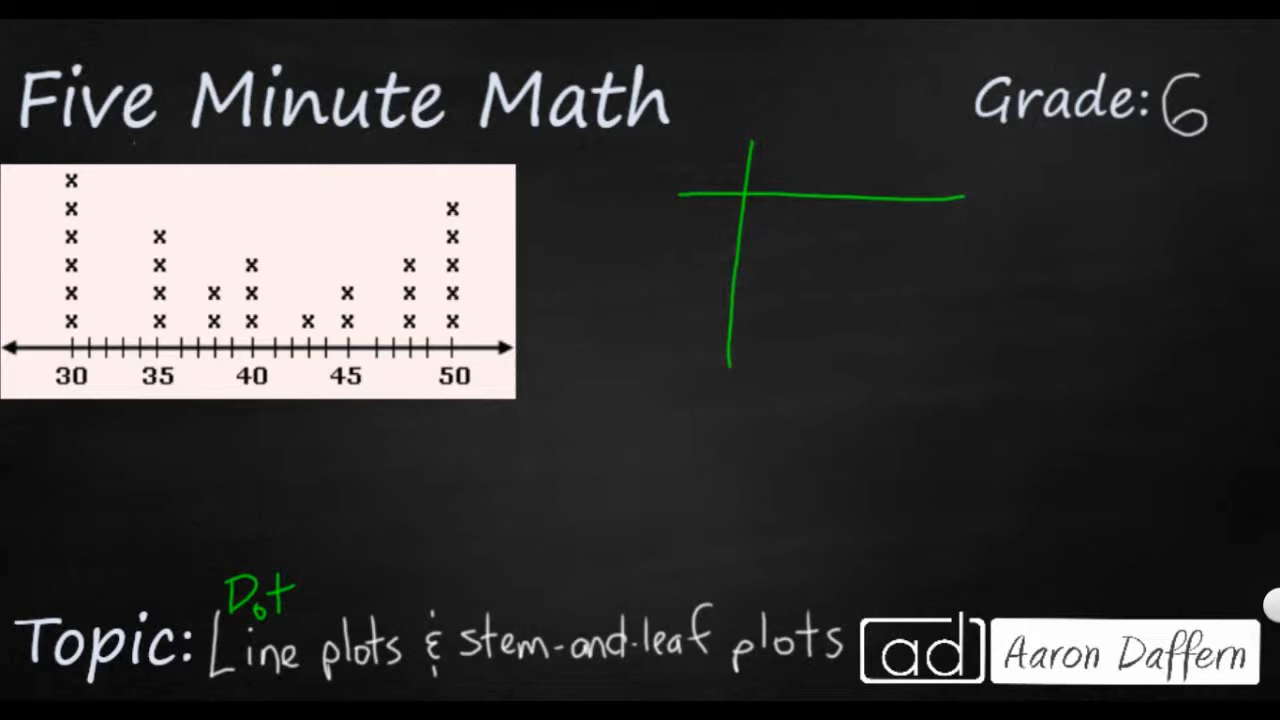 Five Minute Math
Grade: 6
x
x x
x x x
x x x x x
x x x x x x x
x x x x x x x x
30 35 40 45 50
Dot
Topic: Line plots & stem-and-leaf plots
ad Aaron Daffern